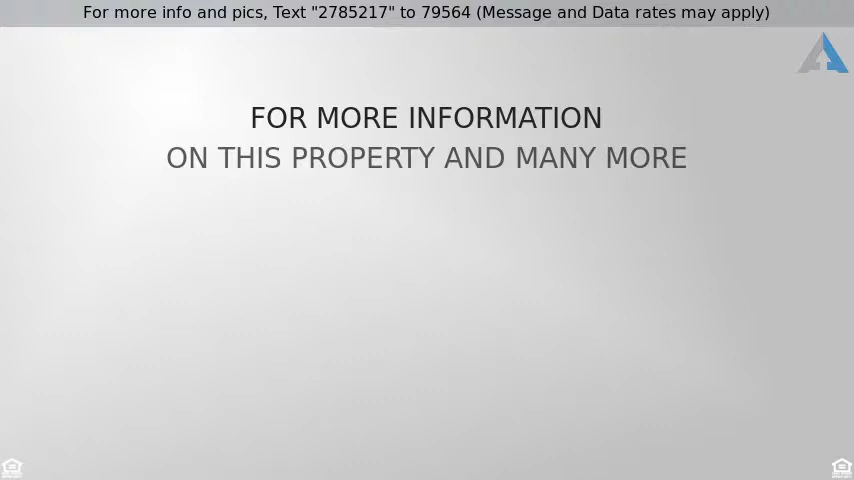 For more info and pics, Text "2785217" to 79564 (Message and Data rates may apply)
FOR MORE INFORMATION
ON THIS PROPERTY AND MANY MORE